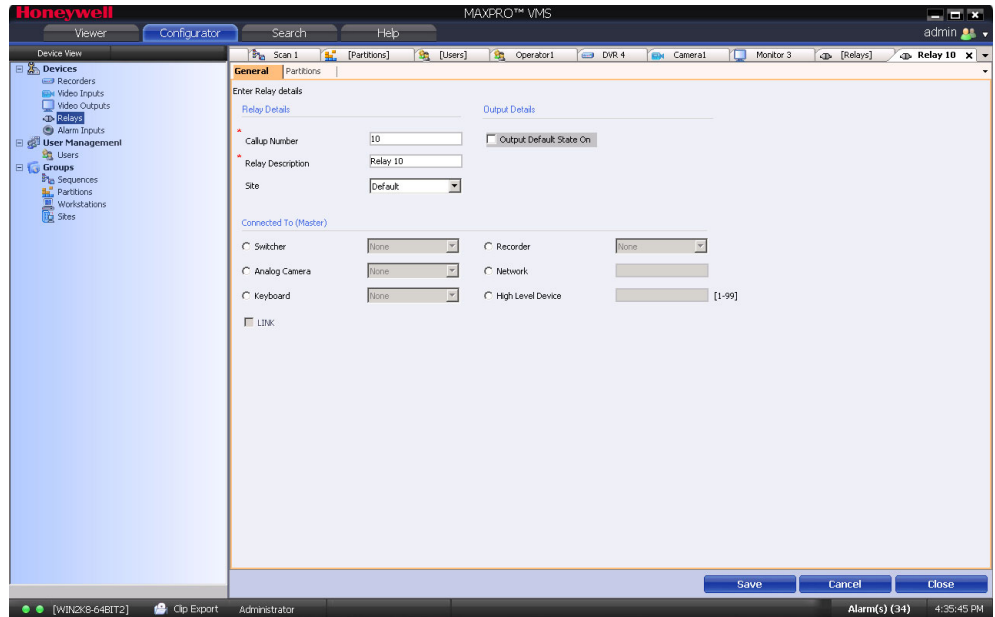 Honeywell MAXPRO™ VMS
Viewer Configurator Search Help admin
Device View
Devices
Recorders
Video Inputs
Video Outputs
Relays
Alarm Inputs
User Management
Users
Groups
Sequences
Partitions
Workstations
Sites
Scan 1 [Partitions] [Users] Operator1 DVR 4 Camera1 Monitor 3 [Relays] Relay 10 x
General Partitions
Enter Relay details
Relay Details Output Details
* Callup Number 10 Output Default State On
* Relay Description Relay 10
Site Default
Connected To (Master)
Switcher None Recorder None
Analog Camera None Network
Keyboard None High Level Device [1-99]
LINK
Save Cancel Close
[WIN2K8-64BIT2] Clip Export Administrator Alarm(s) (34) 4:35:45 PM